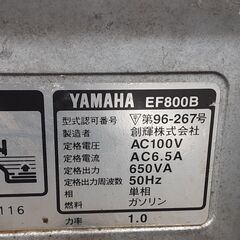 YAMAHA EF800B
型式認可番号 第96-267号
製造者 創輝株式会社
定格電圧 AC100V
定格電流 AC6.5A
定格出力 650VA
定格出力周波数 50Hz
相数 単相
燃料 ガソリン
力率 1.0
116